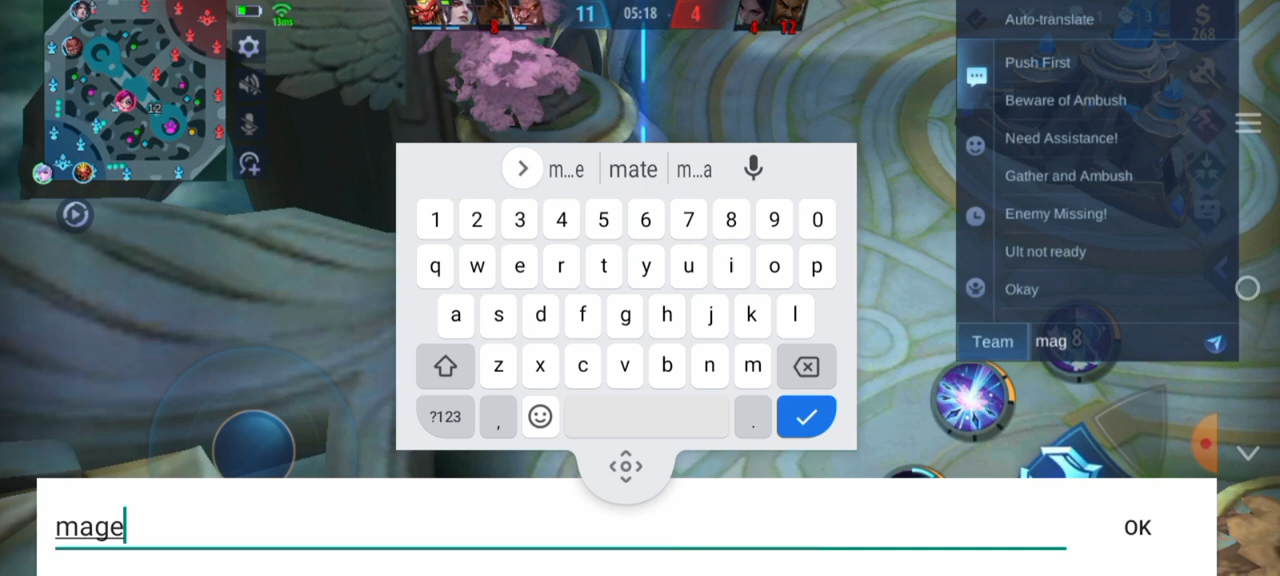 13ms
12
8
11 05:18 4
4
12
Auto-translate
3
$
268
Push First
Beware of Ambush
Need Assistance!
Gather and Ambush
Enemy Missing!
Ult not ready
Okay
Team mag
8
m...e mate m...a
1 2 3 4 5 6 7 8 9 0
q w e r t y u i o p
a s d f g h j k l
z x c v b n m
?123 , .
mage
OK